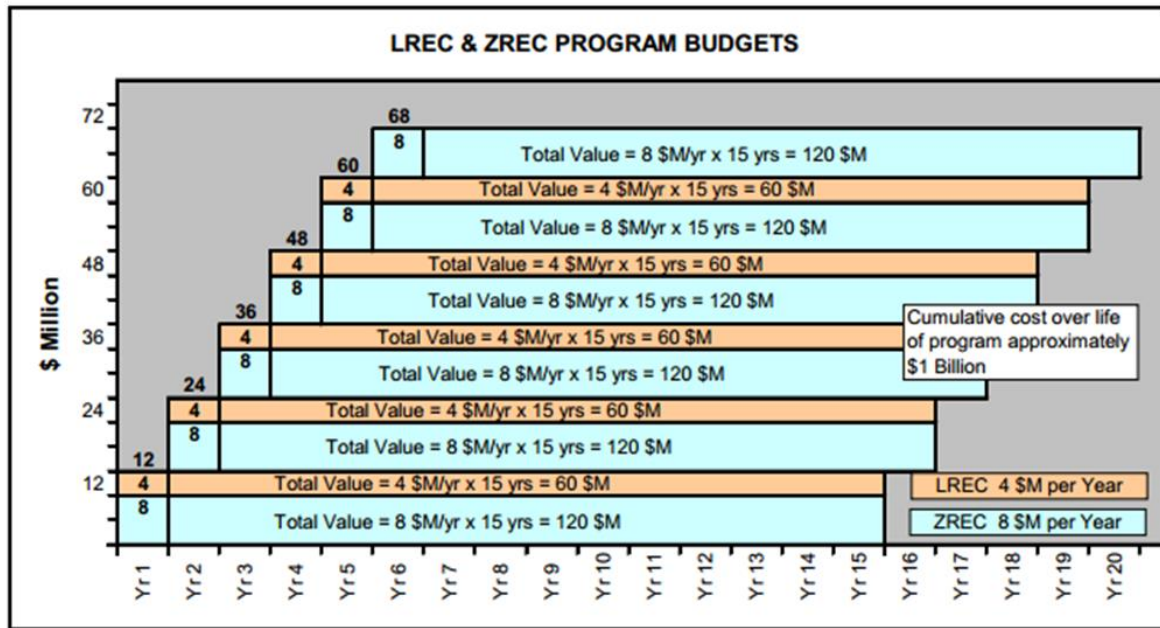 LREC & ZREC PROGRAM BUDGETS
$ Million
72
60
48
36
24
12
68
8
Total Value = 8 $M/yr x 15 yrs = 120 $M
60
4
Total Value = 4 $M/yr x 15 yrs = 60 $M
8
Total Value = 8 $M/yr x 15 yrs = 120 $M
48
4
Total Value = 4 $M/yr x 15 yrs = 60 $M
8
Total Value = 8 $M/yr x 15 yrs = 120 $M
36
4
Total Value = 4 $M/yr x 15 yrs = 60 $M
8
Total Value = 8 $M/yr x 15 yrs = 120 $M
Cumulative cost over life
of program approximately
$1 Billion
24
4
Total Value = 4 $M/yr x 15 yrs = 60 $M
8
Total Value = 8 $M/yr x 15 yrs = 120 $M
12
4
Total Value = 4 $M/yr x 15 yrs = 60 $M
8
Total Value = 8 $M/yr x 15 yrs = 120 $M
LREC 4 $M per Year
ZREC 8 $M per Year
Yr 1
Yr 2
Yr 3
Yr 4
Yr 5
Yr 6
Yr 7
Yr 8
Yr 9
Yr 10
Yr 11
Yr 12
Yr 13
Yr 14
Yr 15
Yr 16
Yr 17
Yr 18
Yr 19
Yr 20